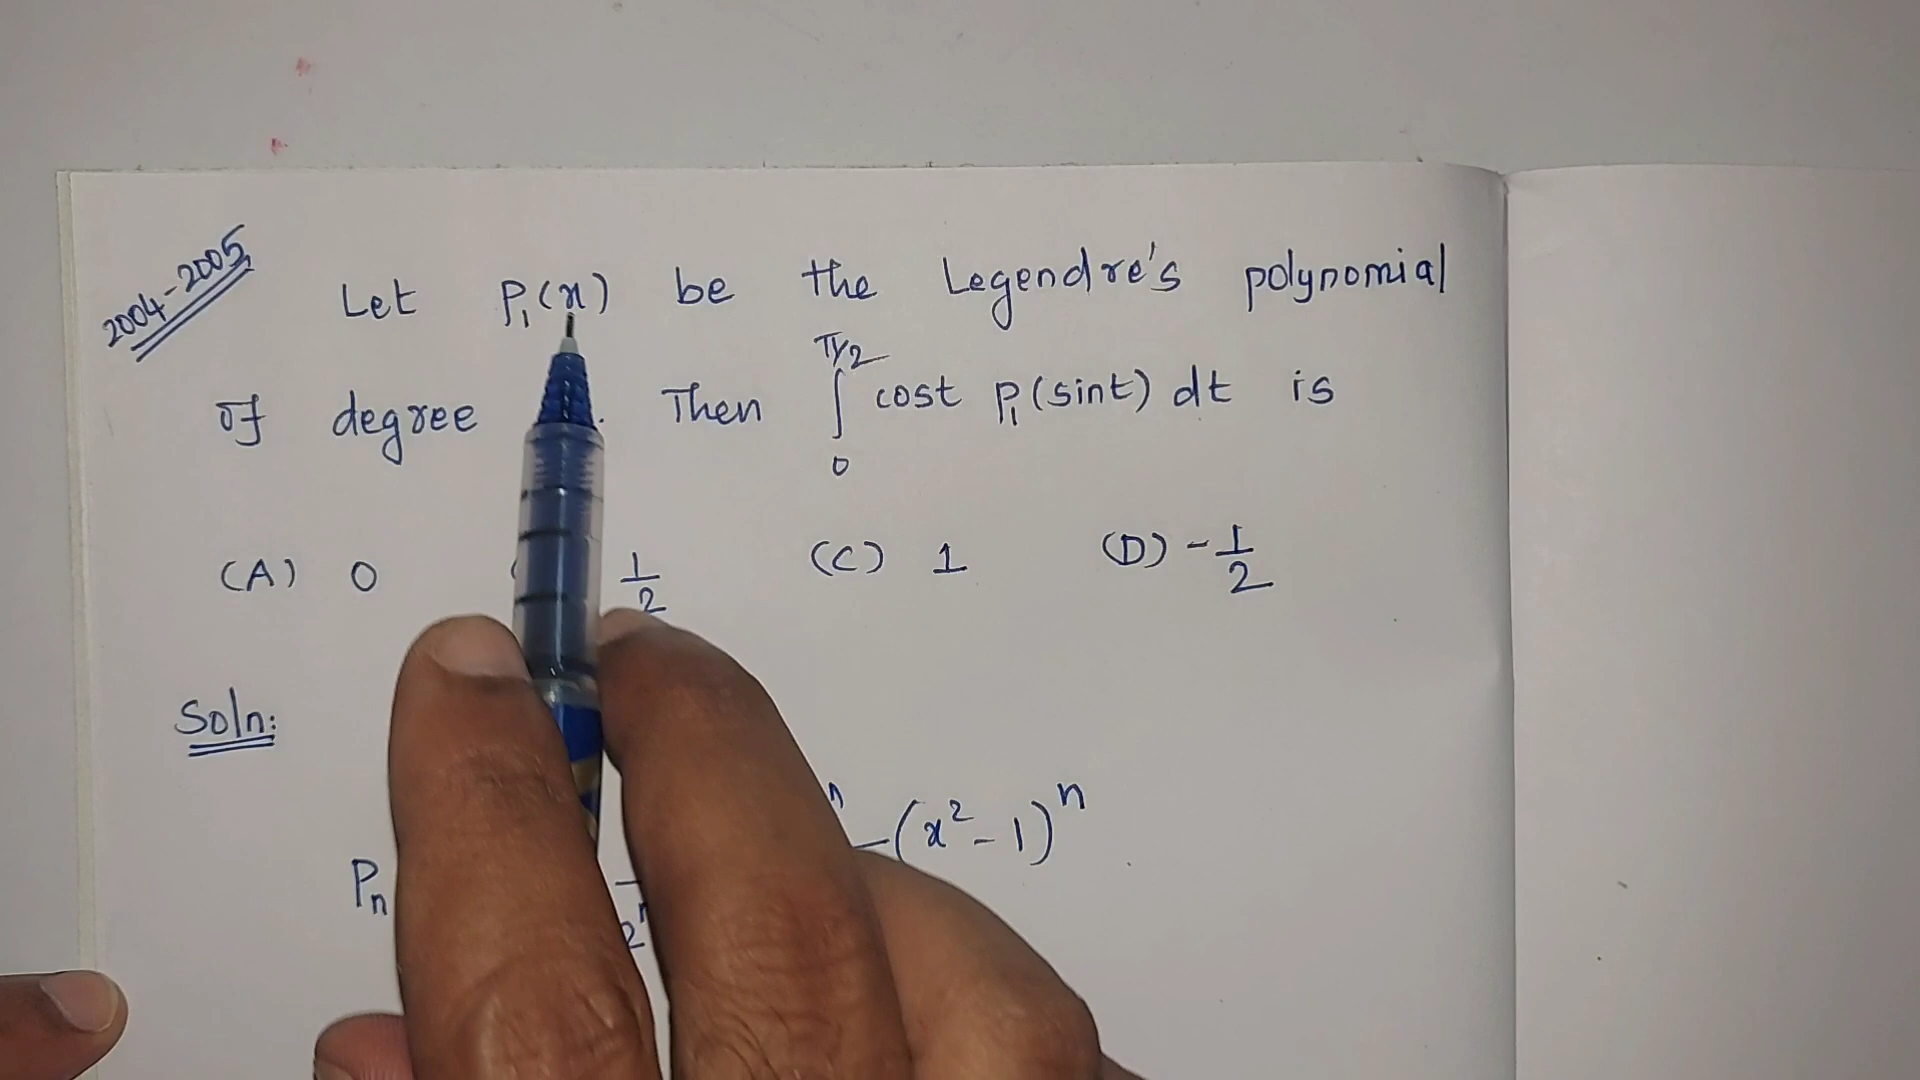 2004-2005
Let P₁(x) be the Legendre's polynomial
of degree . Then ∫₀^(π/2) cost P₁(sint) dt is
(A) 0 ( 1/2 (C) 1 (D) -1/2
Soln:
Pₙ 2ⁿ ⁿ (x² - 1)ⁿ